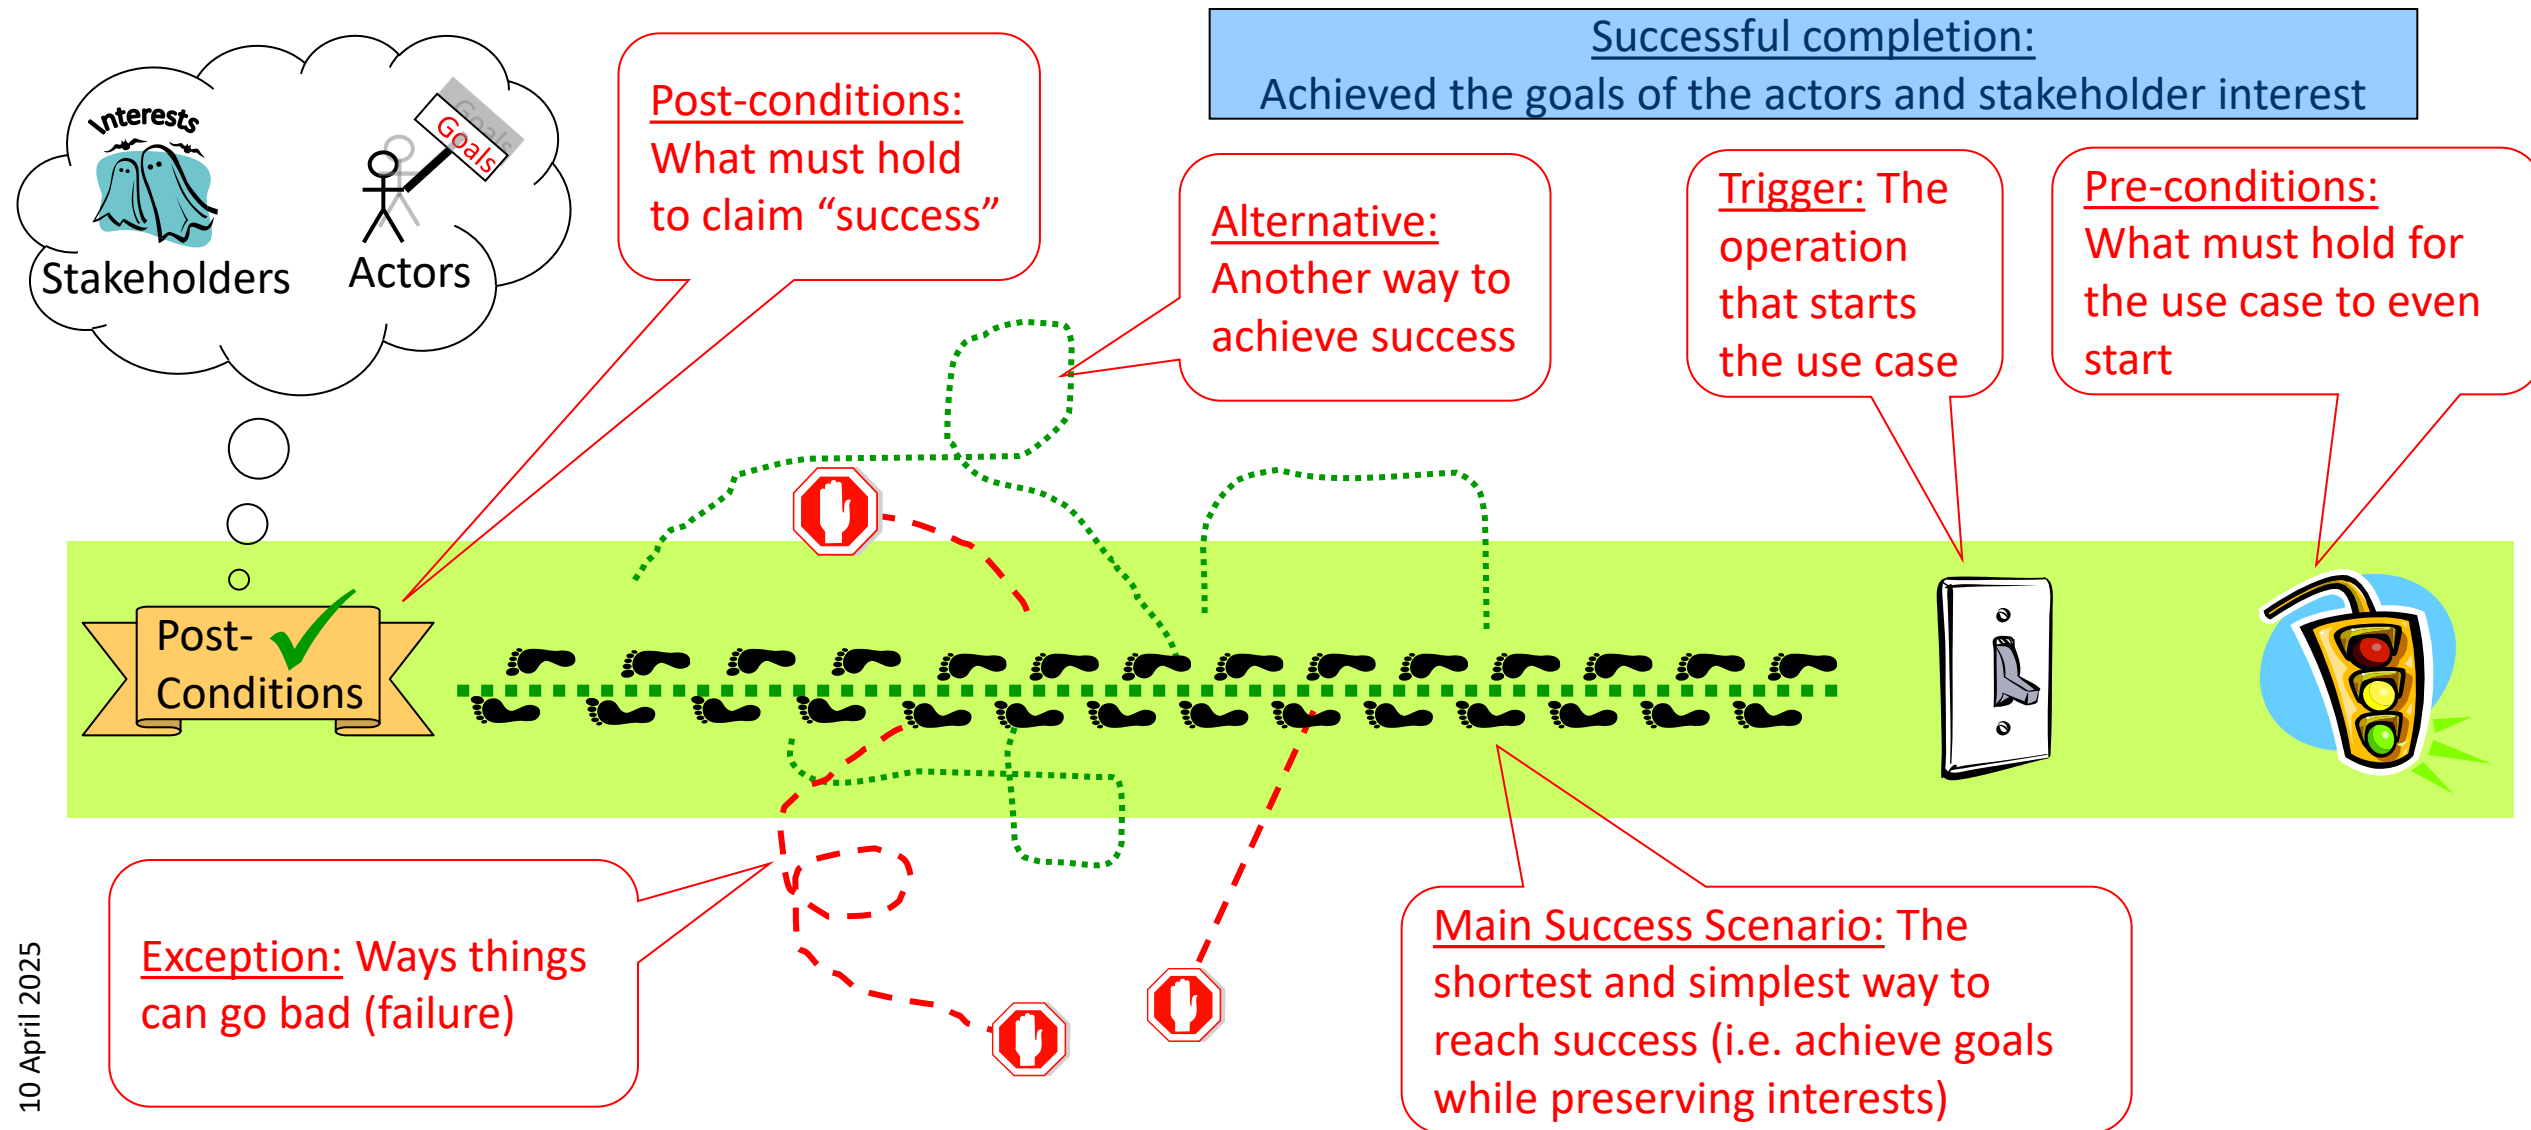 Successful completion:
Achieved the goals of the actors and stakeholder interest
Interests
Goals
Goals
Stakeholders
Actors
Post-conditions:
What must hold
to claim “success”
Alternative:
Another way to
achieve success
Trigger: The
operation
that starts
the use case
Pre-conditions:
What must hold for
the use case to even
start
Post-
Conditions
Exception: Ways things
can go bad (failure)
Main Success Scenario: The
shortest and simplest way to
reach success (i.e. achieve goals
while preserving interests)
10 April 2025